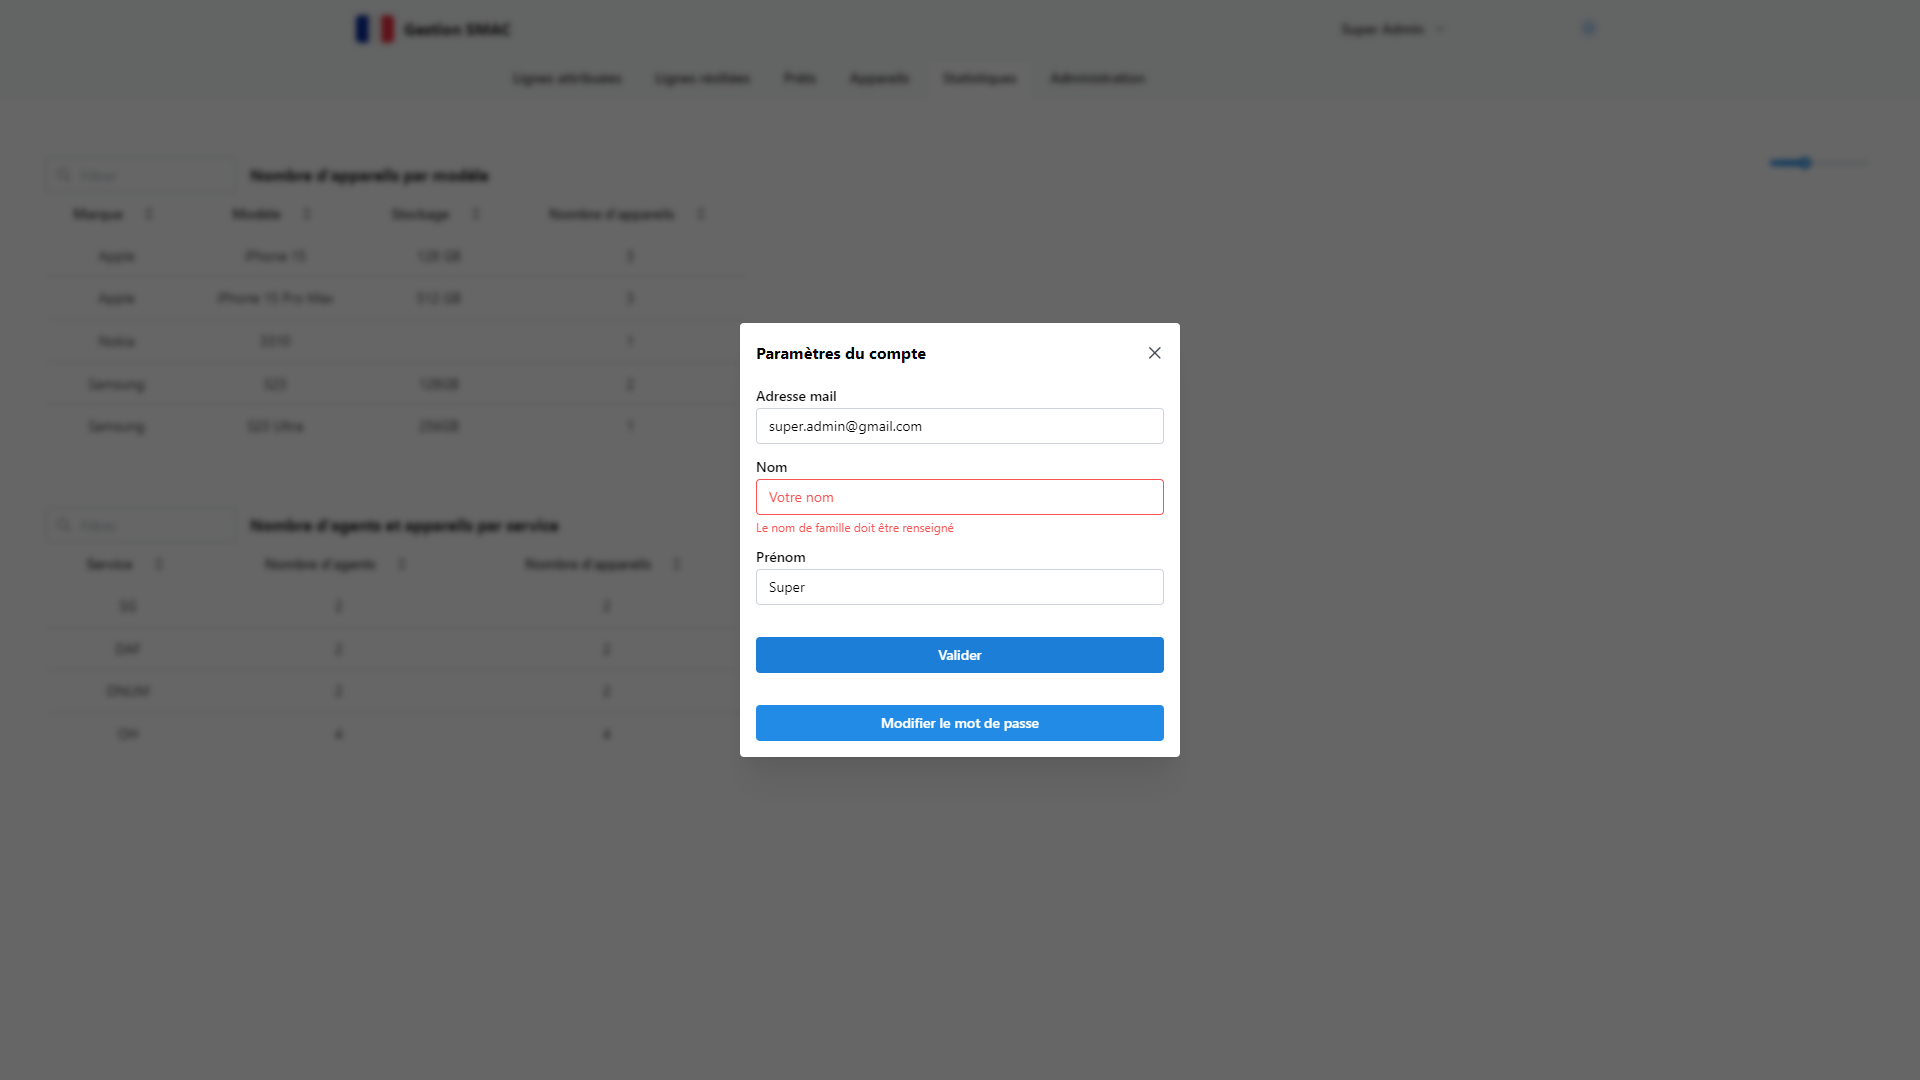 Gestion SMAC
Super Admin
Lignes attribuées Lignes résiliées Prêts Appareils Statistiques Administration
Filtrer Nombre d'appareils par modèle
Marque Modèle Stockage Nombre d'appareils
Apple iPhone 15 128 GB 3
Apple iPhone 15 Pro Max 512 GB 3
Nokia 3310 1
Samsung S23 128GB 2
Samsung S23 Ultra 256GB 1
Paramètres du compte
Adresse mail
super.admin@gmail.com
Nom
Votre nom
Le nom de famille doit être renseigné
Prénom
Super
Valider
Modifier le mot de passe
Filtrer Nombre d'agents et appareils par service
Service Nombre d'agents Nombre d'appareils
SG 2 2
DAF 2 2
DNUM 2 2
4 4